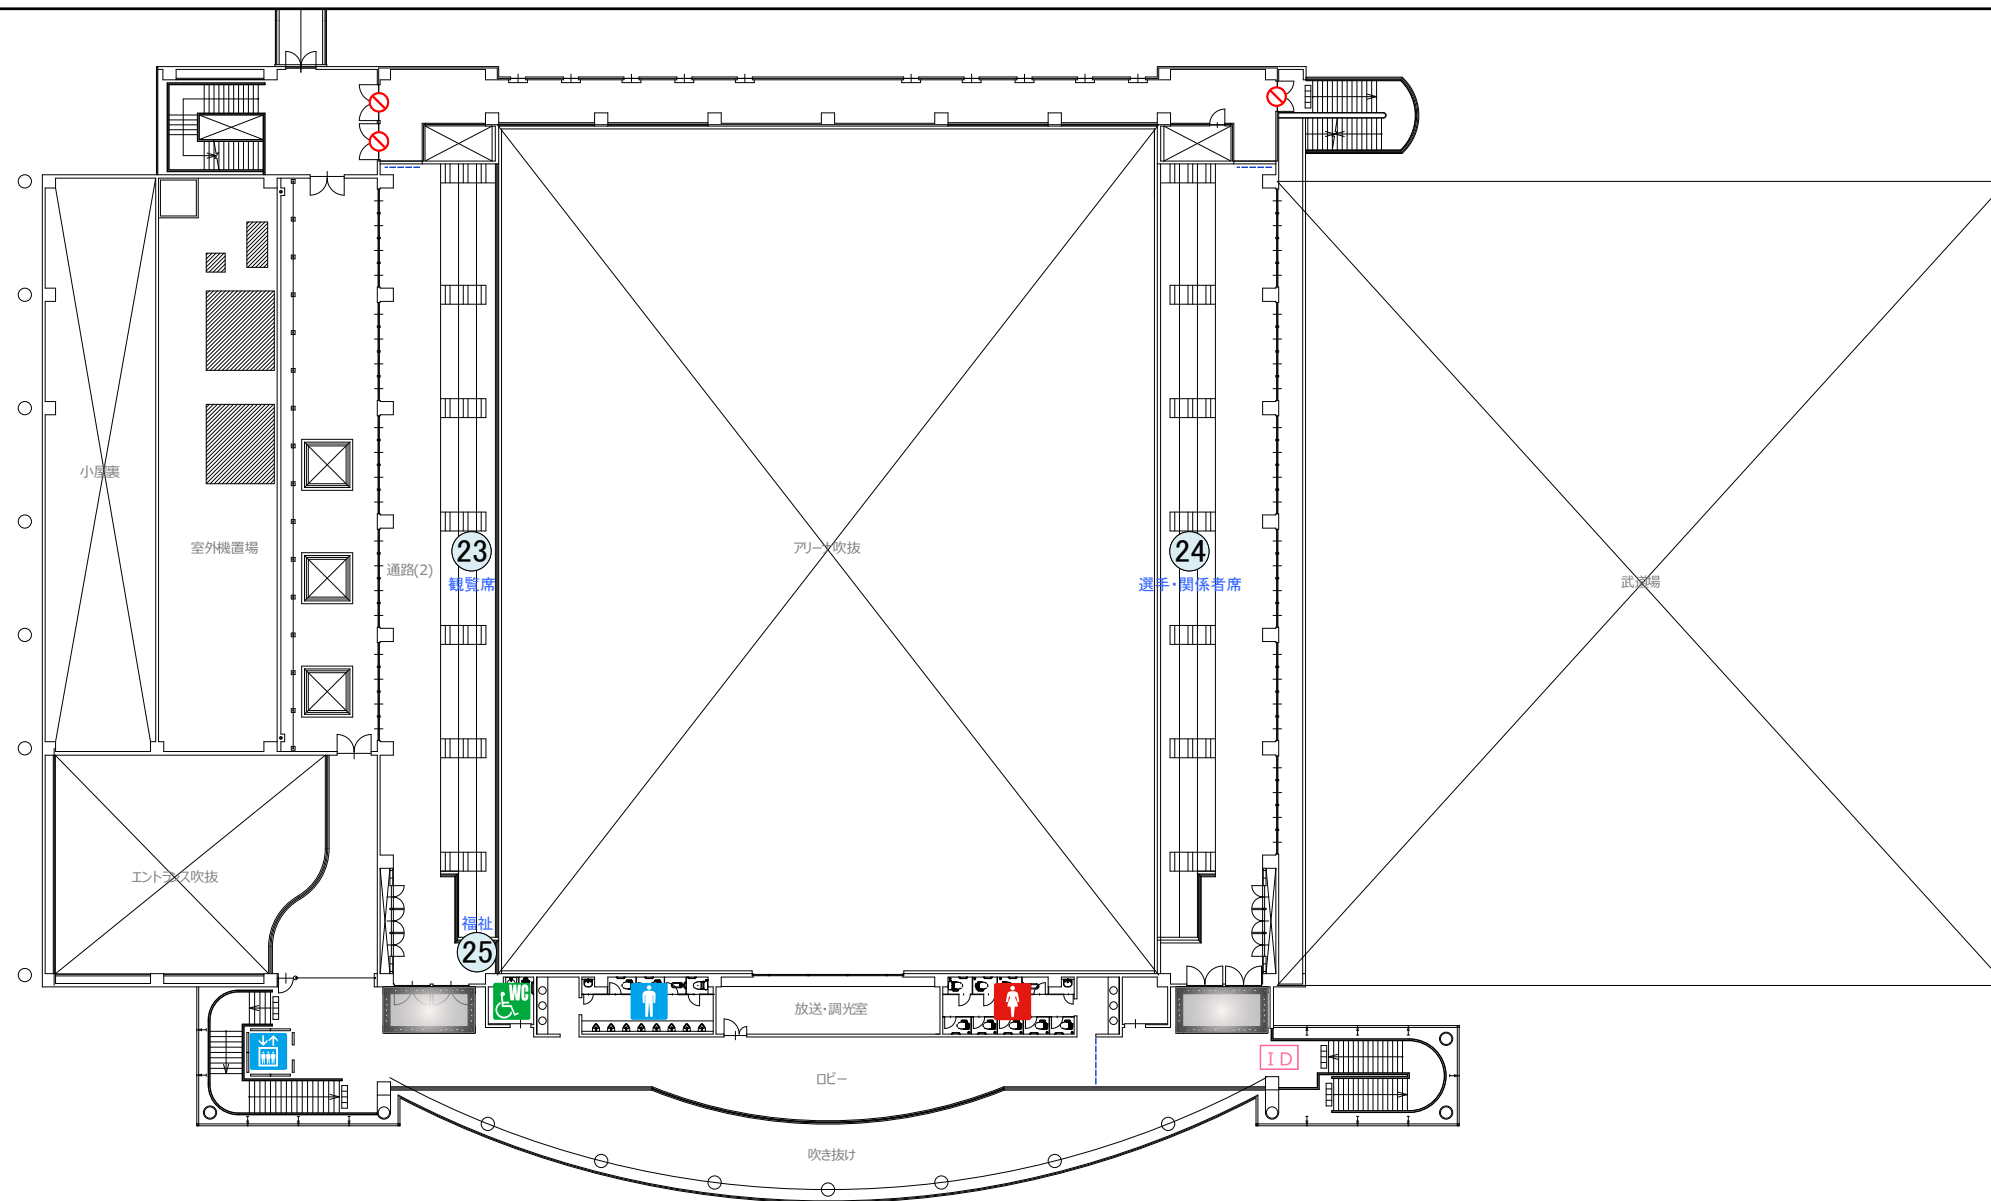 小屋裏
室外機置場
通路(2)
23
観覧席
アリーナ吹抜
24
選手・関係者席
武道場
エントランス吹抜
福祉
25
WC
放送・調光室
ID
ロビー
吹き抜け